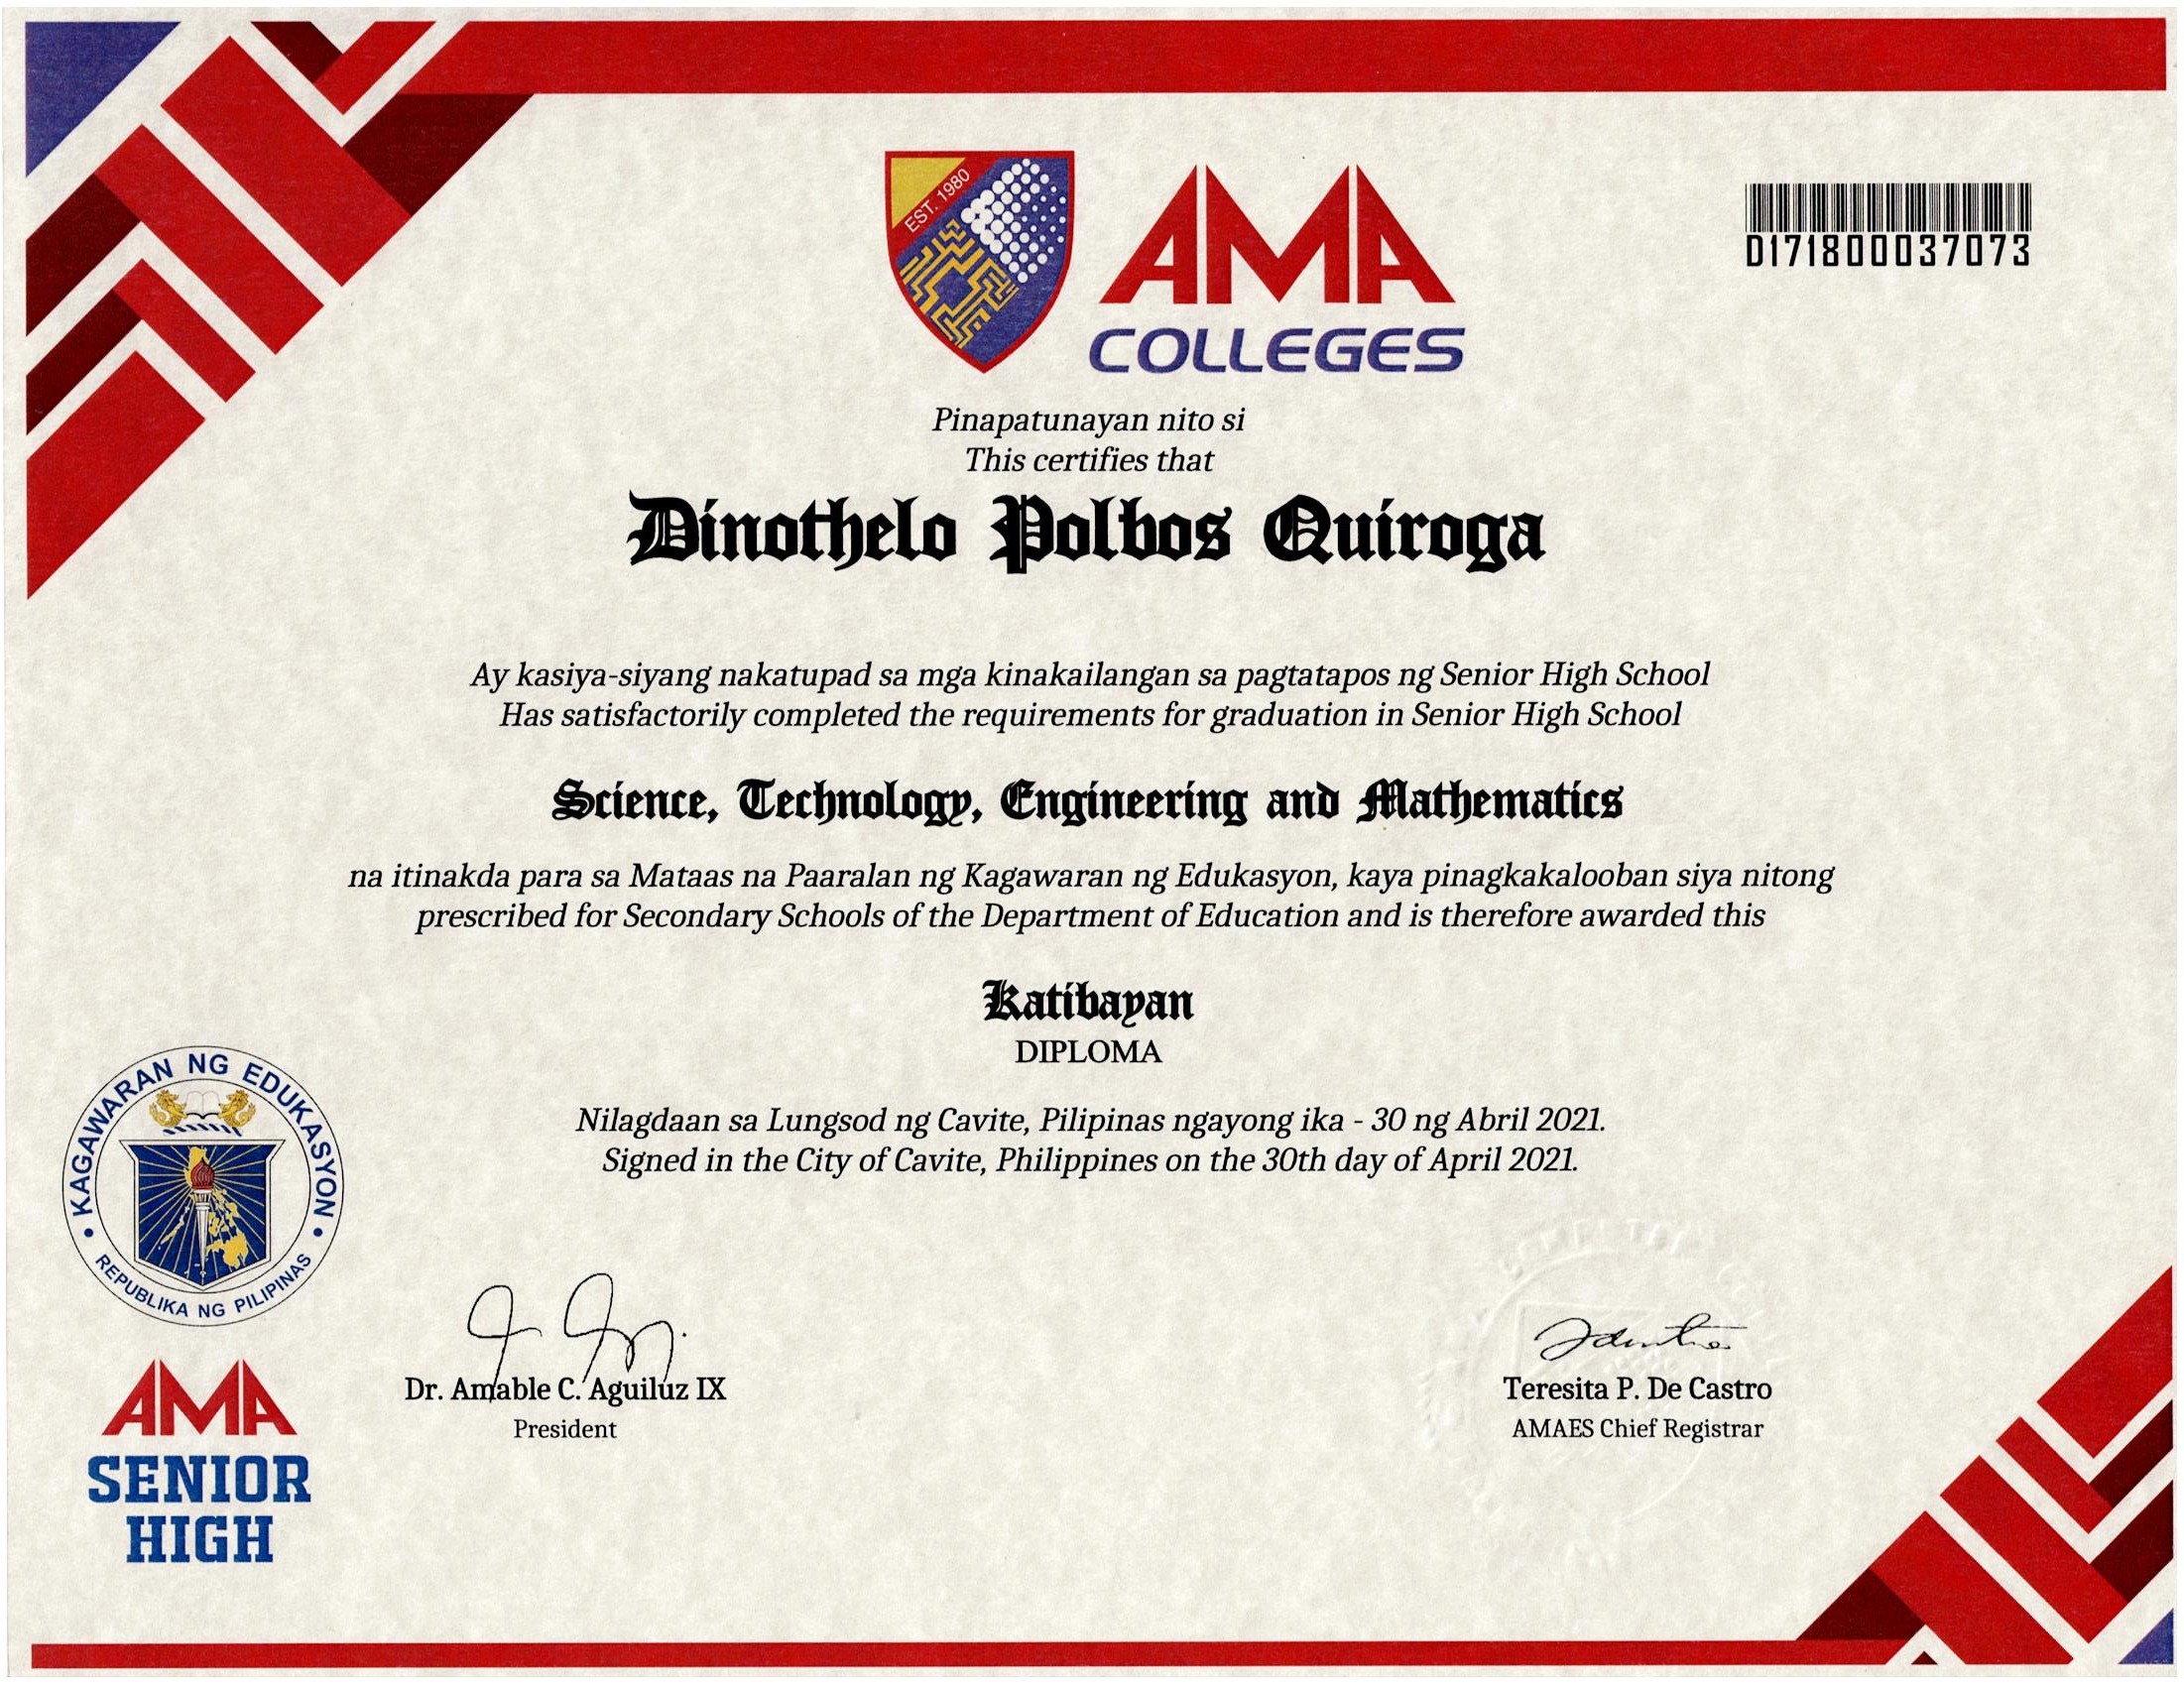 EST. 1980
AMA
COLLEGES
D171800037073
Pinapatunayan nito si
This certifies that
Dinothelo Polbos Quiroga
Ay kasiya-siyang nakatupad sa mga kinakailangan sa pagtatapos ng Senior High School
Has satisfactorily completed the requirements for graduation in Senior High School
Science, Technology, Engineering and Mathematics
na itinakda para sa Mataas na Paaralan ng Kagawaran ng Edukasyon, kaya pinagkakalooban siya nitong
prescribed for Secondary Schools of the Department of Education and is therefore awarded this
Katibayan
DIPLOMA
Nilagdaan sa Lungsod ng Cavite, Pilipinas ngayong ika - 30 ng Abril 2021.
Signed in the City of Cavite, Philippines on the 30th day of April 2021.
KAGAWARAN NG EDUKASYON
REPUBLIKA NG PILIPINAS
Dr. Amable C. Aguiluz IX
President
Teresita P. De Castro
AMAES Chief Registrar
AMA
SENIOR
HIGH